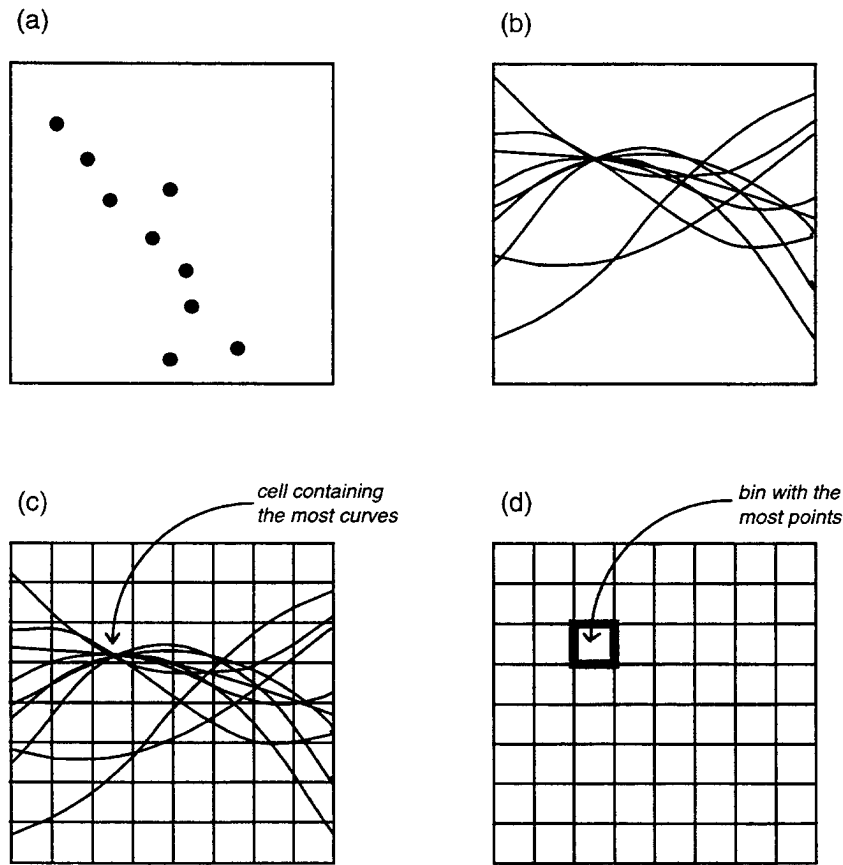 (a)
(b)
(c)
cell containing
the most curves
(d)
bin with the
most points